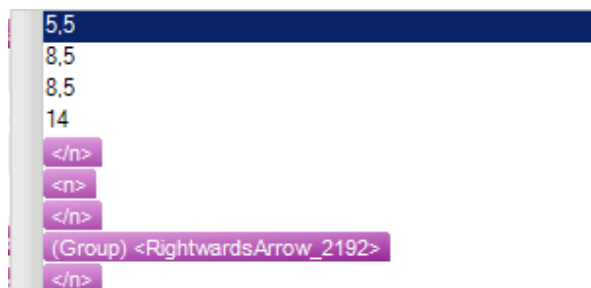 5,5
8,5
8,5
14
</n>
<n>
</n>
(Group) <RightwardsArrow_2192>
</n>